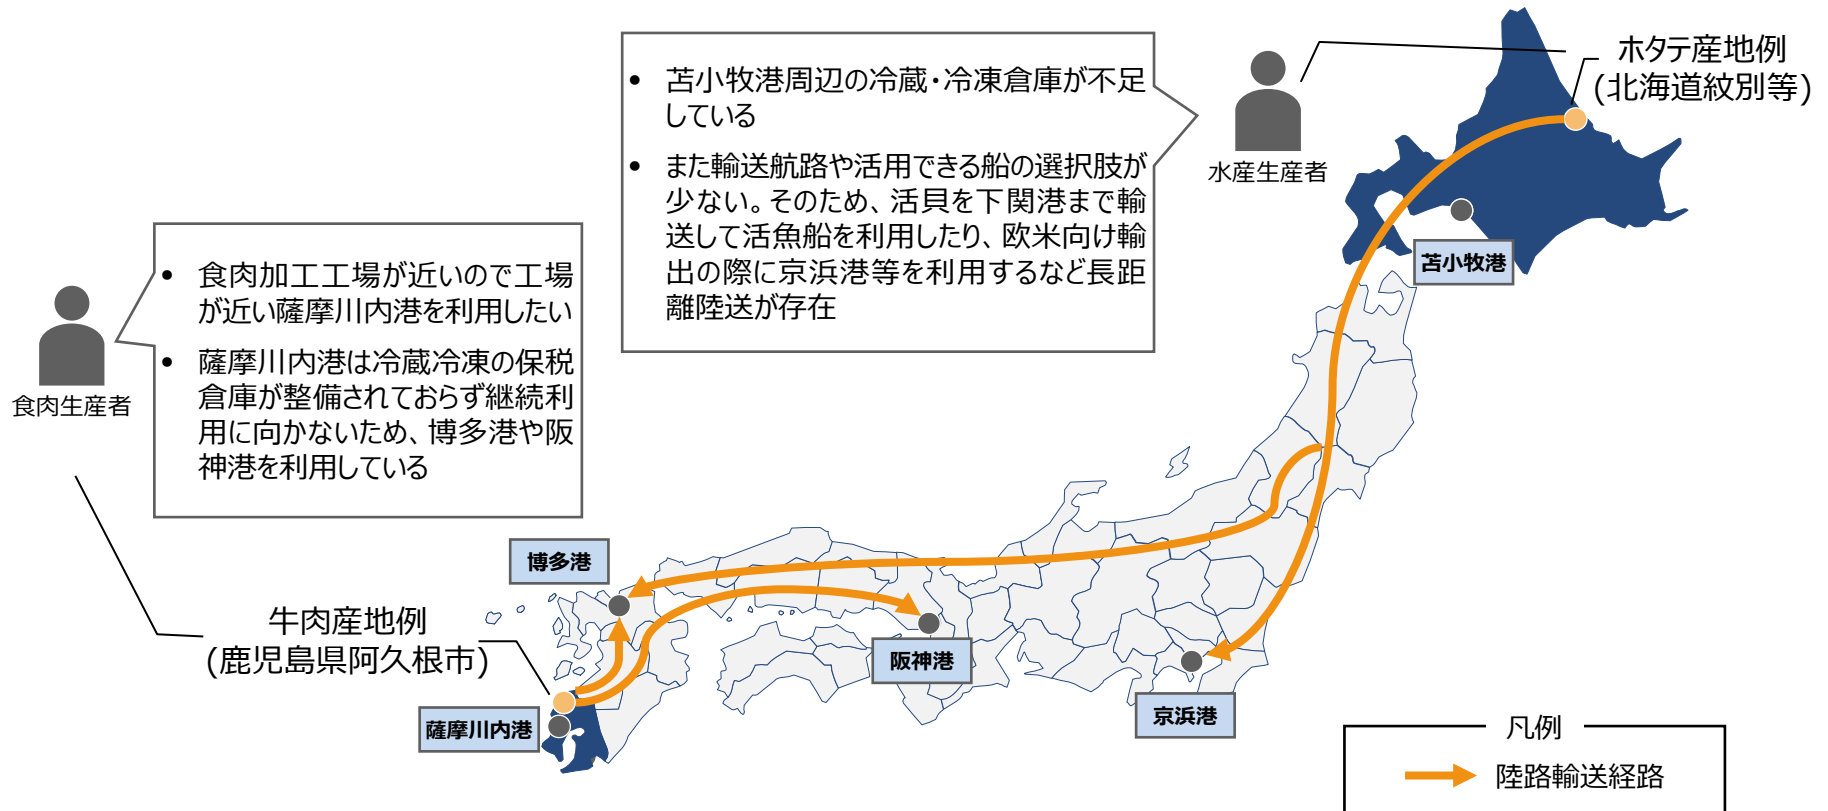 • 苫小牧港周辺の冷蔵・冷凍倉庫が不足
している
• また輸送航路や活用できる船の選択肢が
少ない。そのため、活貝を下関港まで輸
送して活魚船を利用したり、欧米向け輸
出の際に京浜港等を利用するなど長距
離陸送が存在
水産生産者
ホタテ産地例
(北海道紋別等)
苫小牧港
• 食肉加工工場が近いので工場
が近い薩摩川内港を利用したい
• 薩摩川内港は冷蔵冷凍の保税
倉庫が整備されておらず継続利
用に向かないため、博多港や阪
神港を利用している
食肉生産者
博多港
牛肉産地例
(鹿児島県阿久根市)
阪神港
薩摩川内港
京浜港
凡例
陸路輸送経路